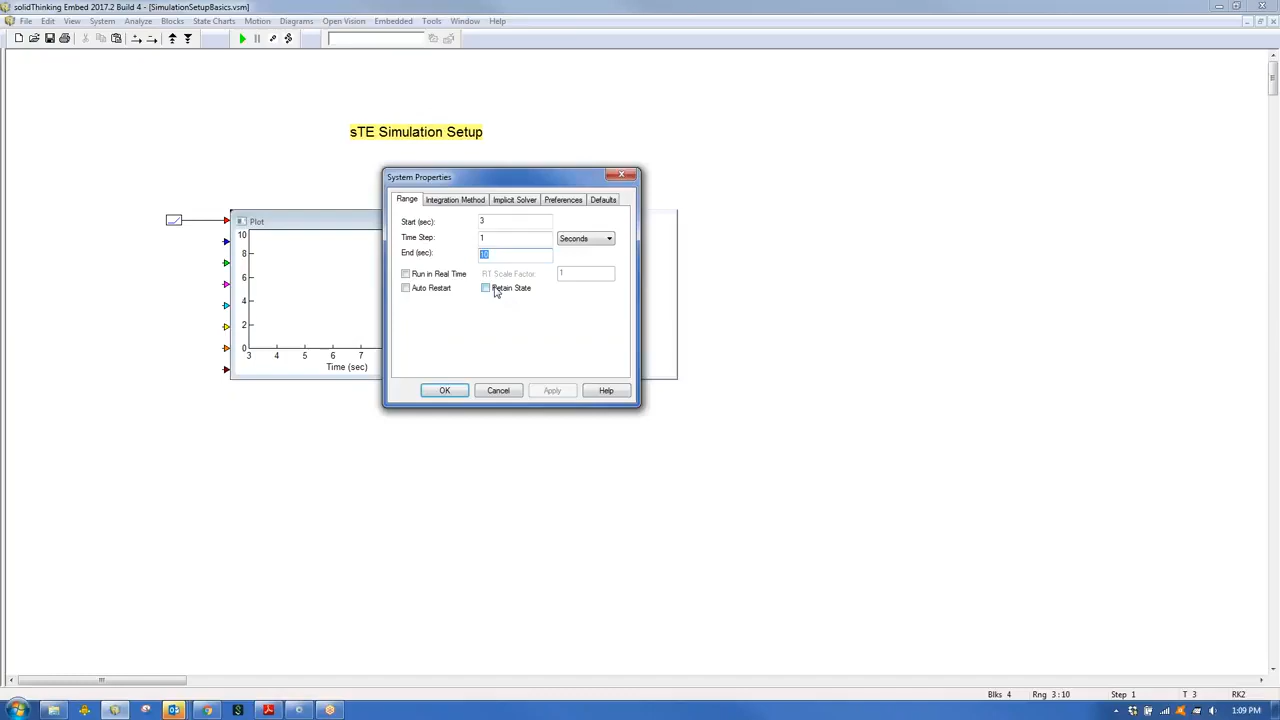 solidThinking Embed 2017.2 Build 4 - [SimulationSetupBasics.vsm]
File Edit View System Analyze Blocks State Charts Motion Diagrams Open Vision Embedded Tools Window Help
sTE Simulation Setup
System Properties
Range Integration Method Implicit Solver Preferences Defaults
Start (sec): 3
Time Step: 1 Seconds
End (sec): 10
Run in Real Time RT Scale Factor: 1
Auto Restart Retain State
OK Cancel Apply Help
Plot
10
8
6
4
2
0
3 4 5 6 7
Time (sec)
Blks 4 Rng 3:10 Step 1 T 3 RK2
1:09 PM